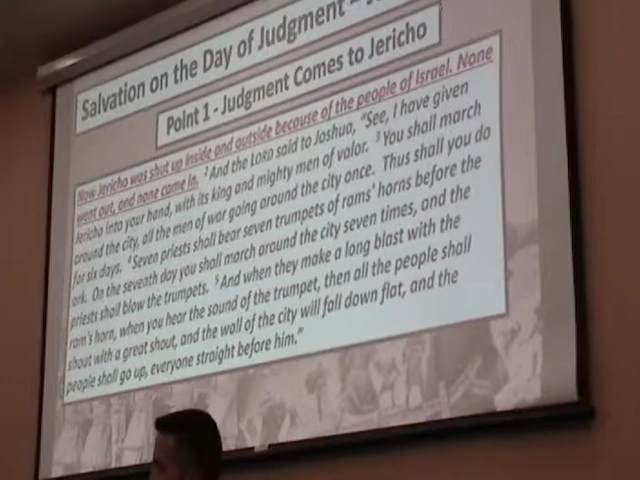 Salvation on the Day of Judgment –
Point 1 - Judgment Comes to Jericho
Now Jericho was shut up inside and outside because of the people of Israel. None
went out, and none came in. 2 And the LORD said to Joshua, "See, I have given
Jericho into your hand, with its king and mighty men of valor. 3 You shall march
around the city, all the men of war going around the city once. Thus shall you do
for six days. 4 Seven priests shall bear seven trumpets of rams' horns before the
ark. On the seventh day you shall march around the city seven times, and the
priests shall blow the trumpets. 5 And when they make a long blast with the
ram's horn, when you hear the sound of the trumpet, then all the people shall
shout with a great shout, and the wall of the city will fall down flat, and the
people shall go up, everyone straight before him."